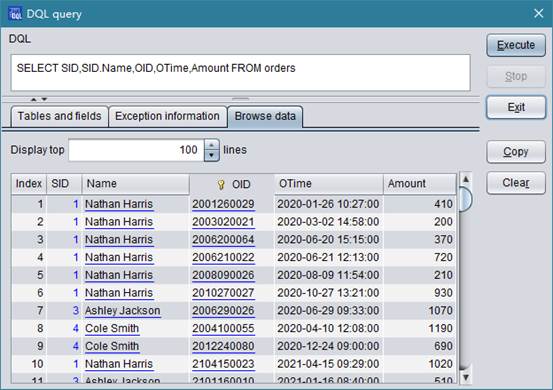 DQL query
DQL
SELECT SID,SID.Name,OID,OTime,Amount FROM orders
Execute
Stop
Exit
Copy
Clear
Tables and fields Exception information Browse data
Display top 100 lines
Index SID Name OID OTime Amount
1 1 Nathan Harris 2001260029 2020-01-26 10:27:00 410
2 1 Nathan Harris 2003020021 2020-03-02 14:58:00 200
3 1 Nathan Harris 2006200064 2020-06-20 15:15:00 370
4 1 Nathan Harris 2006210022 2020-06-21 12:13:00 720
5 1 Nathan Harris 2008090026 2020-08-09 11:54:00 210
6 1 Nathan Harris 2010270027 2020-10-27 13:21:00 930
7 3 Ashley Jackson 2006290026 2020-06-29 09:33:00 1070
8 4 Cole Smith 2004100055 2020-04-10 12:08:00 1190
9 4 Cole Smith 2012240080 2020-12-24 09:00:00 690
10 1 Nathan Harris 2104150023 2021-04-15 09:29:00 1020
11 3 Ashley Jackson 2101160010 2021-01-16 08:40:00 510